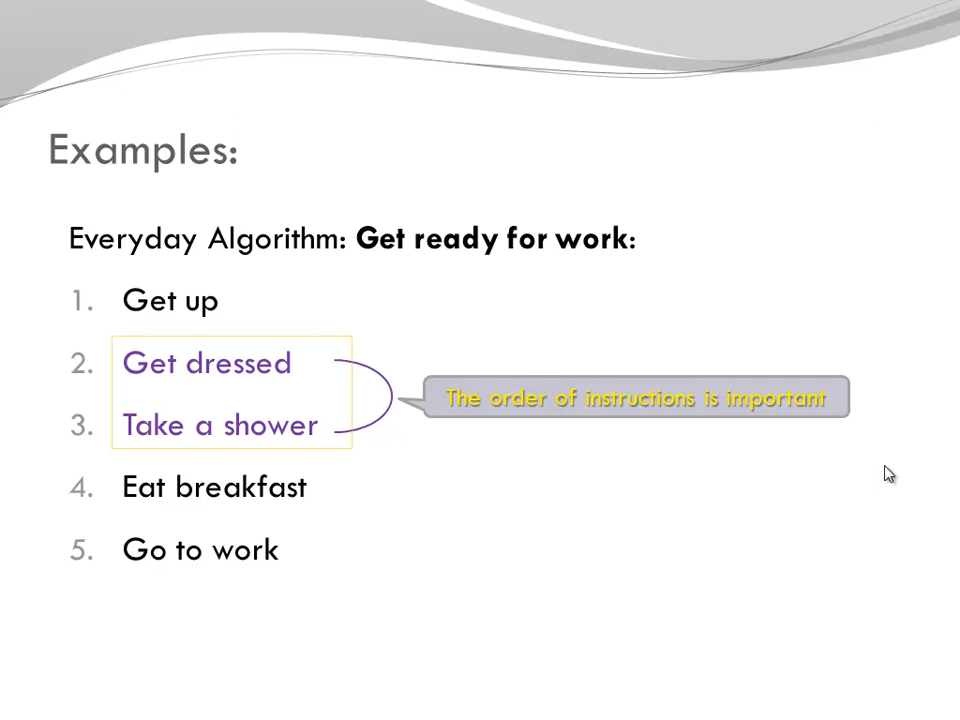 Examples:
Everyday Algorithm: Get ready for work:
1. Get up
2. Get dressed
3. Take a shower
The order of instructions is important
4. Eat breakfast
5. Go to work